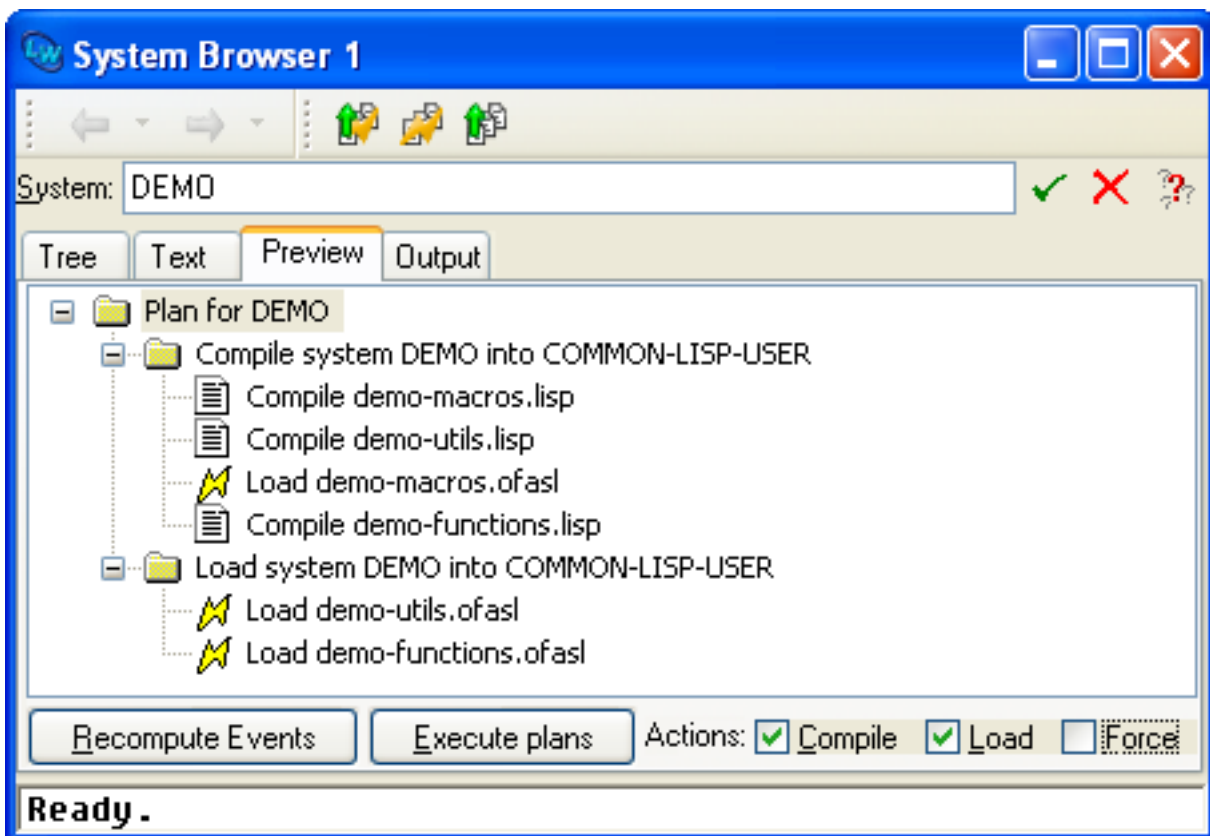 System Browser 1
System: DEMO
Tree Text Preview Output
Plan for DEMO
Compile system DEMO into COMMON-LISP-USER
Compile demo-macros.lisp
Compile demo-utils.lisp
Load demo-macros.ofasl
Compile demo-functions.lisp
Load system DEMO into COMMON-LISP-USER
Load demo-utils.ofasl
Load demo-functions.ofasl
Recompute Events Execute plans Actions: Compile Load Force
Ready.